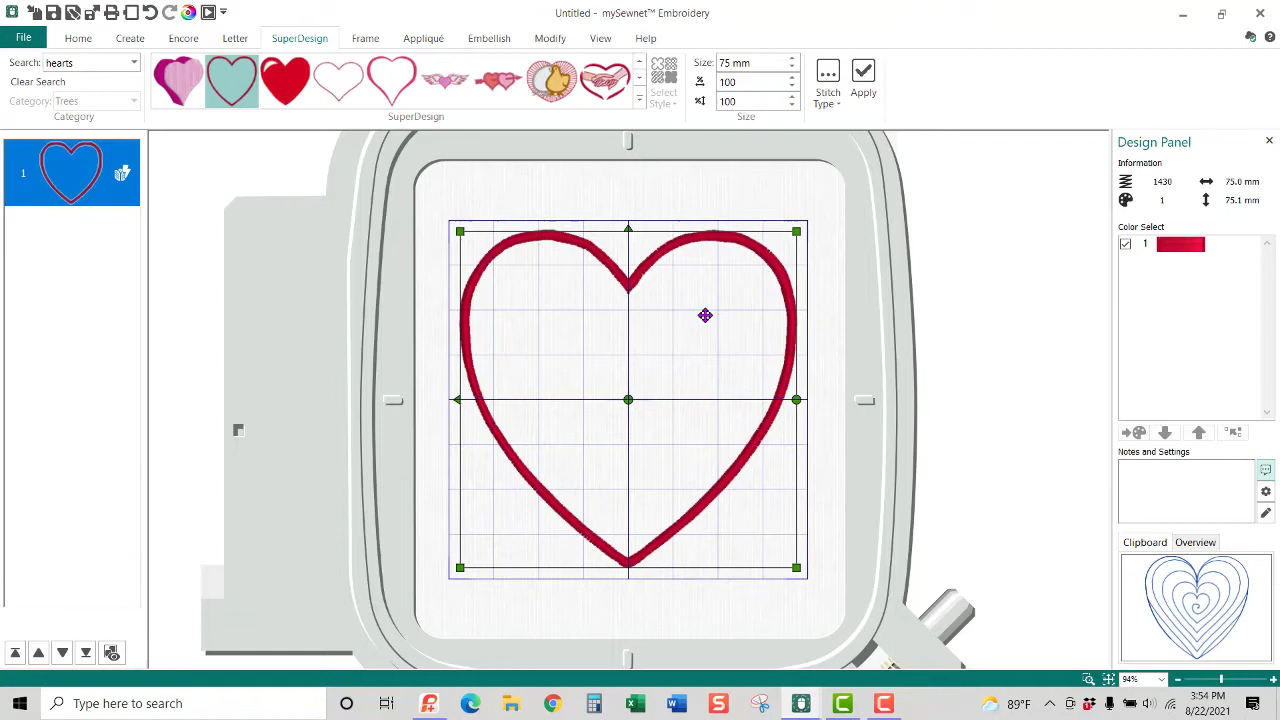 Untitled - mySewnet™ Embroidery
File Home Create Encore Letter SuperDesign Frame Appliqué Embellish Modify View Help
Search: hearts
Clear Search
Category: Trees
Category
SuperDesign
Select
Style
Size: 75 mm
% 100
100
Size
Stitch
Type
Apply
1
Design Panel
Information
1430 75.0 mm
1 75.1 mm
Color Select
1
Notes and Settings
Clipboard Overview
94%
Type here to search
89°F
3:54 PM
8/22/2021